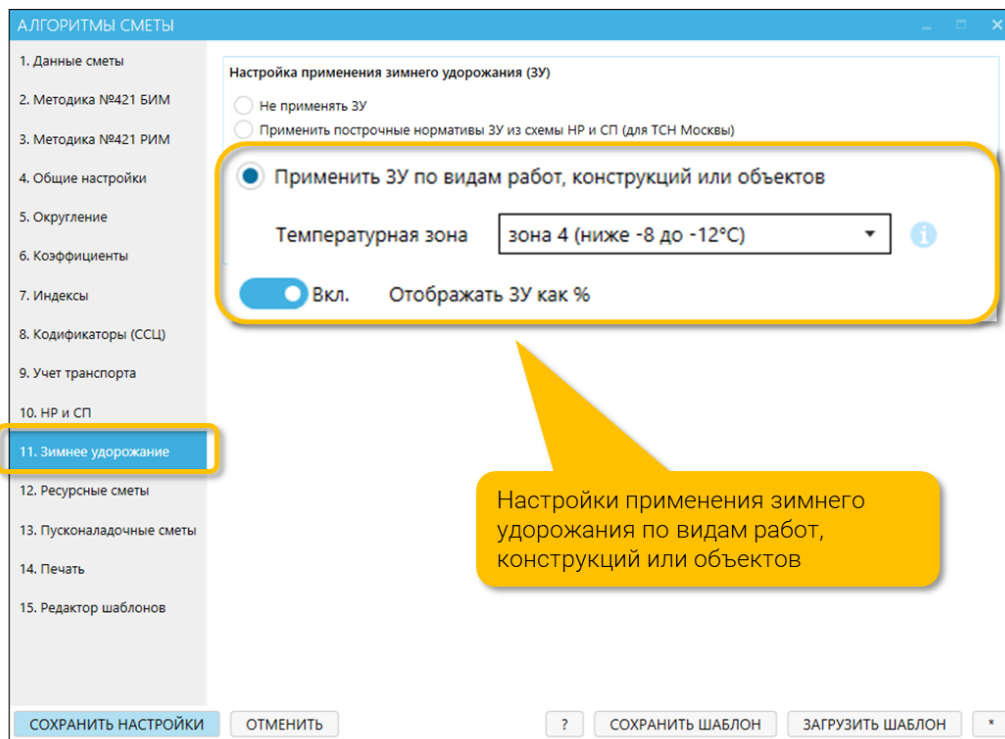 АЛГОРИТМЫ СМЕТЫ
1. Данные сметы
2. Методика №421 БИМ
3. Методика №421 РИМ
4. Общие настройки
5. Округление
6. Коэффициенты
7. Индексы
8. Кодификаторы (ССЦ)
9. Учет транспорта
10. НР и СП
11. Зимнее удорожание
12. Ресурсные сметы
13. Пусконаладочные сметы
14. Печать
15. Редактор шаблонов
Настройка применения зимнего удорожания (ЗУ)
Не применять ЗУ
Применить построчные нормативы ЗУ из схемы НР и СП (для ТСН Москвы)
Применить ЗУ по видам работ, конструкций или объектов
Температурная зона зона 4 (ниже -8 до -12°C)
Вкл. Отображать ЗУ как %
Настройки применения зимнего
удорожания по видам работ,
конструкций или объектов
СОХРАНИТЬ НАСТРОЙКИ ОТМЕНИТЬ ? СОХРАНИТЬ ШАБЛОН ЗАГРУЗИТЬ ШАБЛОН *